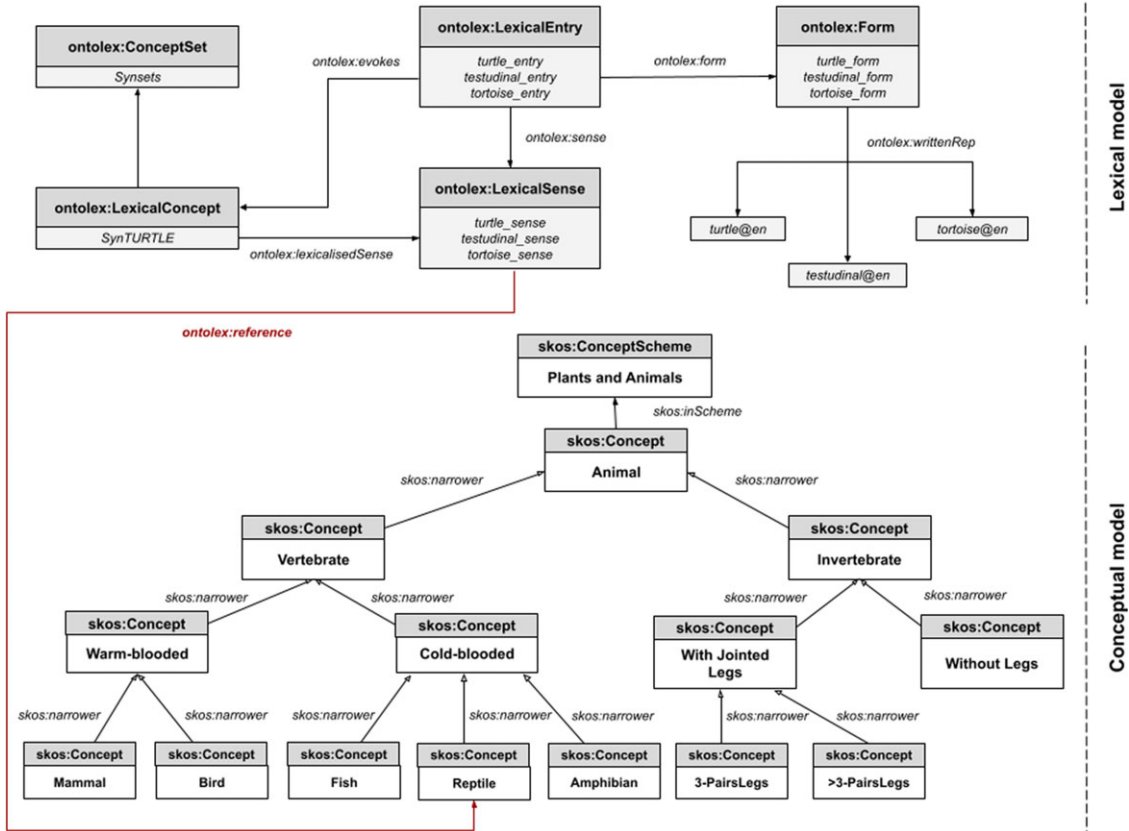 ontolex:ConceptSet
Synsets
ontolex:evokes
ontolex:LexicalEntry
turtle_entry
testudinal_entry
tortoise_entry
ontolex:form
ontolex:Form
turtle_form
testudinal_form
tortoise_form
ontolex:sense
ontolex:writtenRep
Lexical model
ontolex:LexicalConcept
SynTURTLE
ontolex:lexicalisedSense
ontolex:LexicalSense
turtle_sense
testudinal_sense
tortoise_sense
turtle@en
tortoise@en
testudinal@en
ontolex:reference
skos:ConceptScheme
Plants and Animals
skos:inScheme
skos:Concept
Animal
skos:narrower
skos:narrower
skos:Concept
Vertebrate
skos:Concept
Invertebrate
Conceptual model
skos:narrower
skos:narrower
skos:narrower
skos:narrower
skos:Concept
Warm-blooded
skos:Concept
Cold-blooded
skos:Concept
With Jointed
Legs
skos:Concept
Without Legs
skos:narrower
skos:narrower
skos:narrower
skos:narrower
skos:narrower
skos:narrower
skos:narrower
skos:Concept
Mammal
skos:Concept
Bird
skos:Concept
Fish
skos:Concept
Reptile
skos:Concept
Amphibian
skos:Concept
3-PairsLegs
skos:Concept
>3-PairsLegs